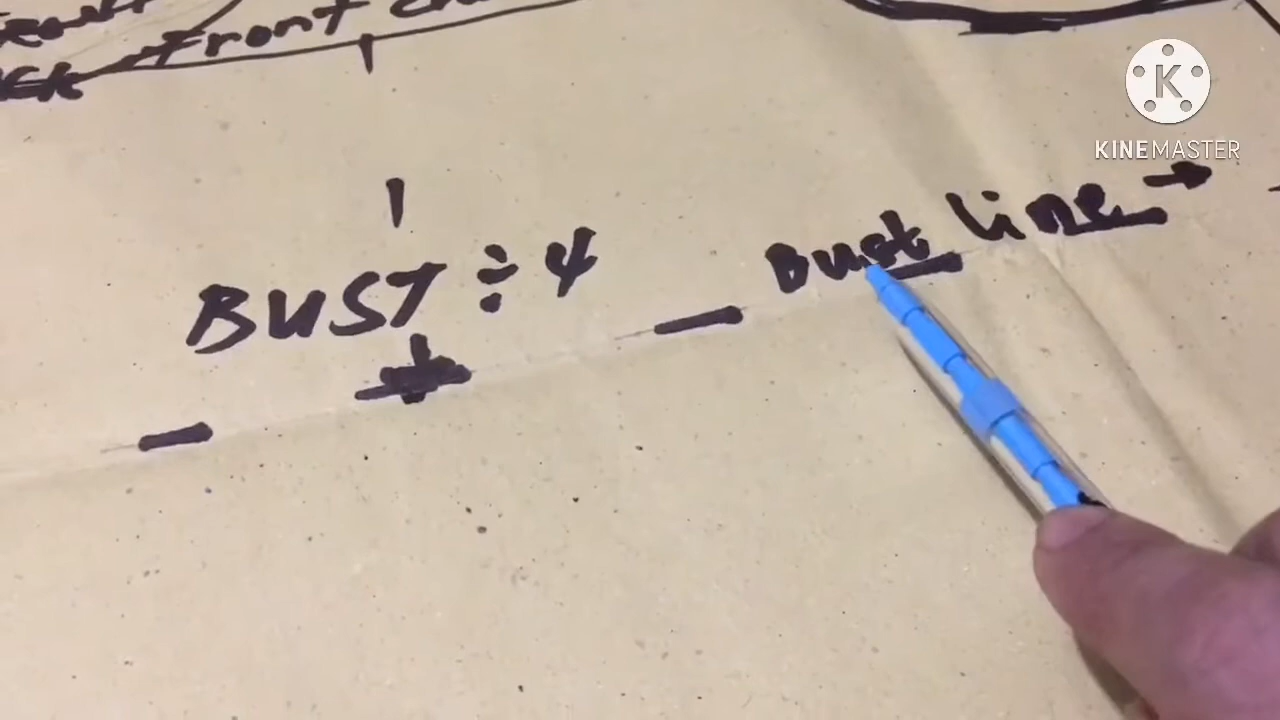 Front
K
KINEMASTER
Bust line →
BUST ÷ 4